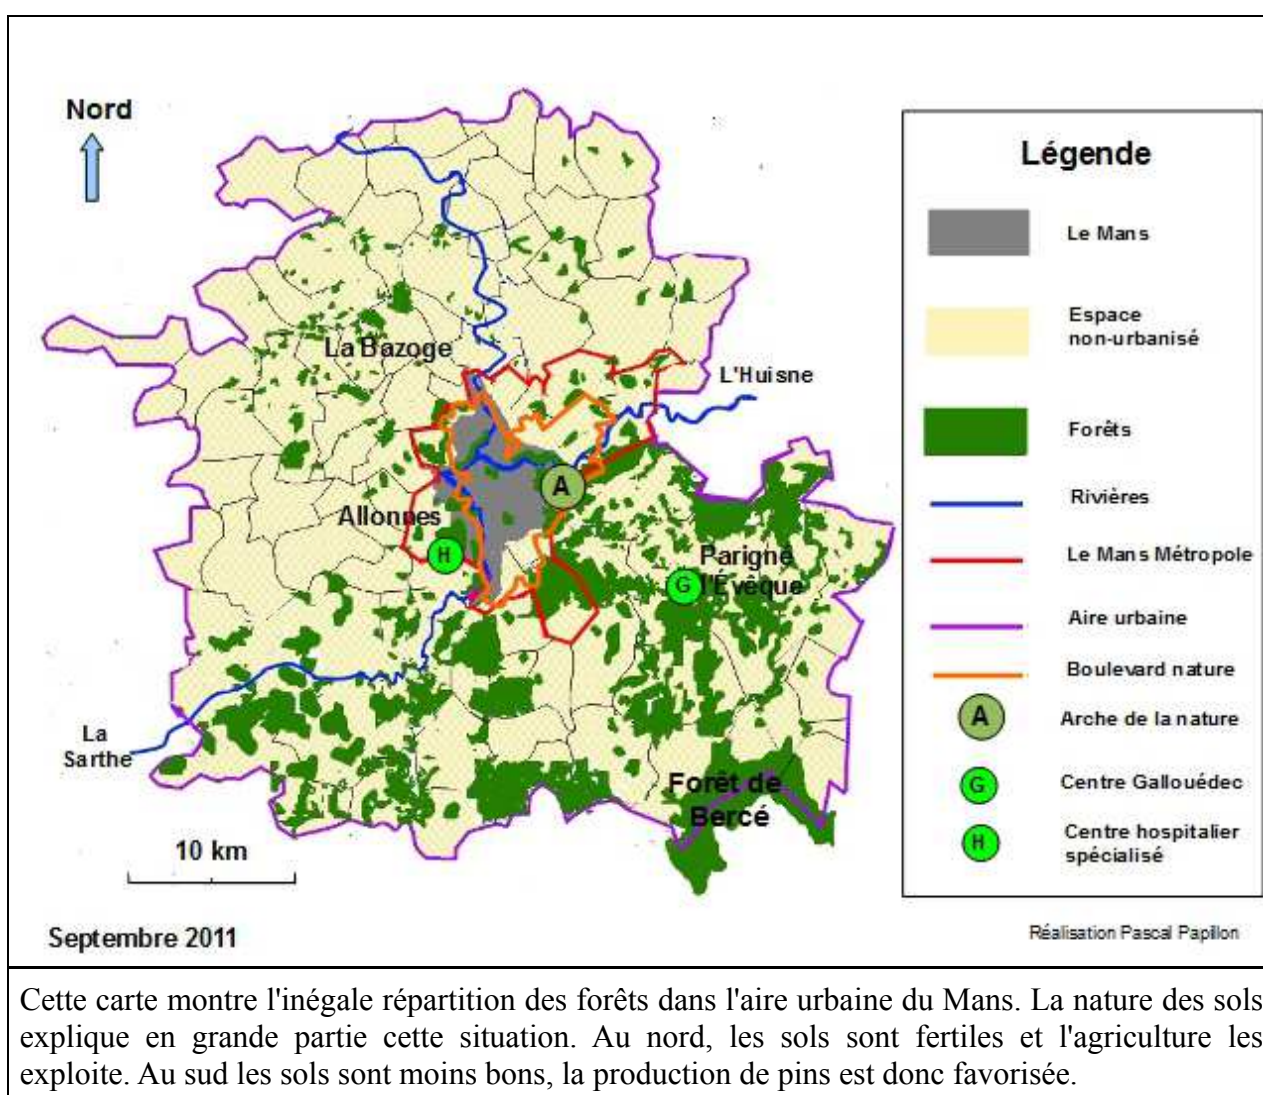 Nord
Légende
Le Mans
Espace
non-urbanisé
La Bazoge
L'Huisne
Forêts
A
Rivières
Allonnes
Parigné
l'Évêque
H
G
Le Mans Métropole
Aire urbaine
Boulevard nature
A
Arche de la nature
La
Sarthe
Forêt de
Bercé
G
Centre Gallouédec
H
Centre hospitalier
spécialisé
10 km
Septembre 2011
Réalisation Pascal Papillon
Cette carte montre l'inégale répartition des forêts dans l'aire urbaine du Mans. La nature des sols
explique en grande partie cette situation. Au nord, les sols sont fertiles et l'agriculture les
exploite. Au sud les sols sont moins bons, la production de pins est donc favorisée.